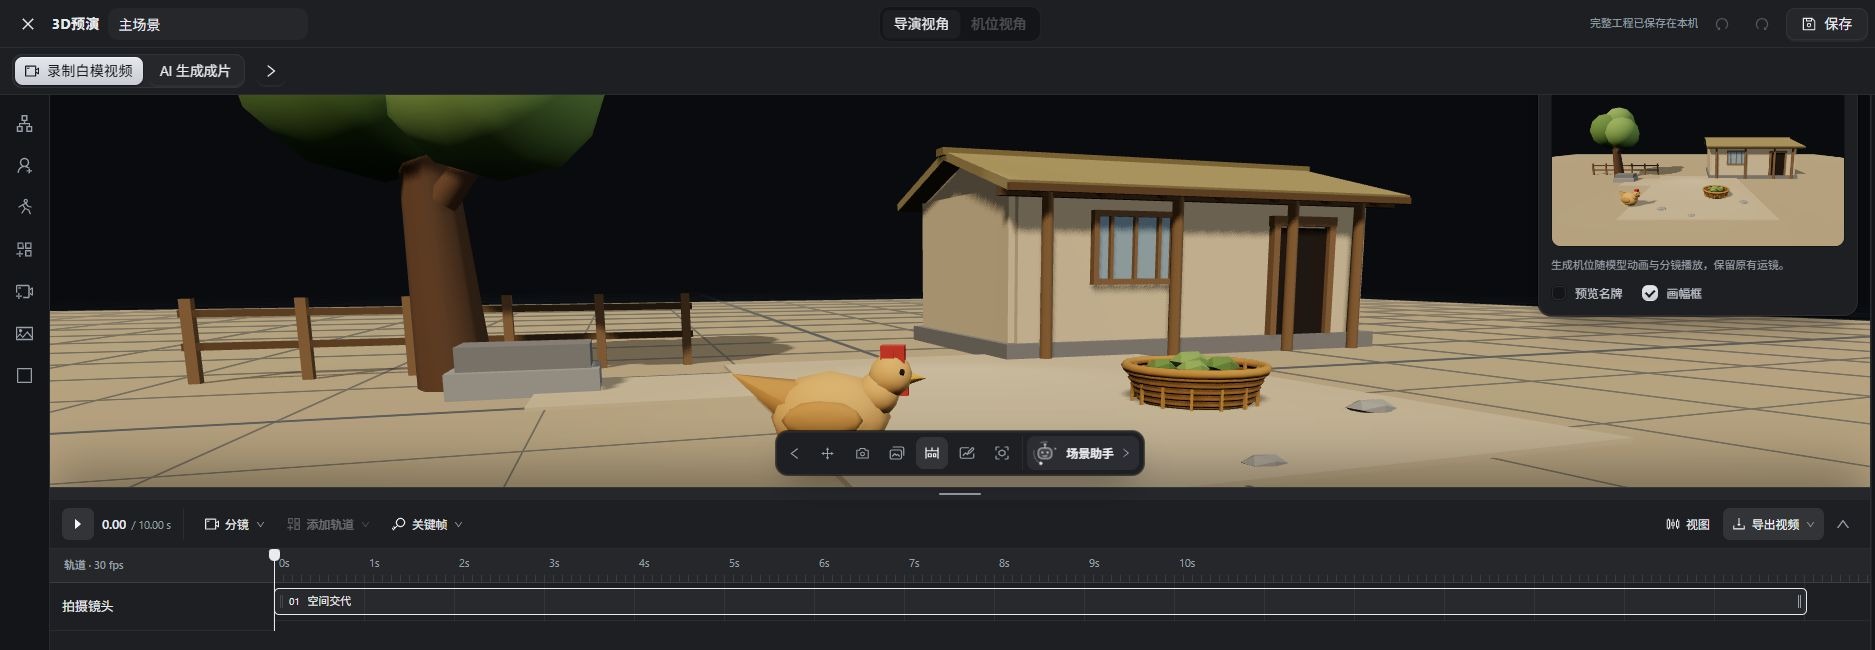 3D预演 主场景 导演视角 机位视角 完整工程已保存在本机 保存
录制白模视频 AI 生成成片
生成机位随模型动画与分镜播放，保留原有运镜。
预览名牌 画幅框
场景助手
0.00 / 10.00 s 分镜 添加轨道 关键帧 视图 导出视频
轨道 · 30 fps 0s 1s 2s 3s 4s 5s 6s 7s 8s 9s 10s
拍摄镜头 01 空间交代